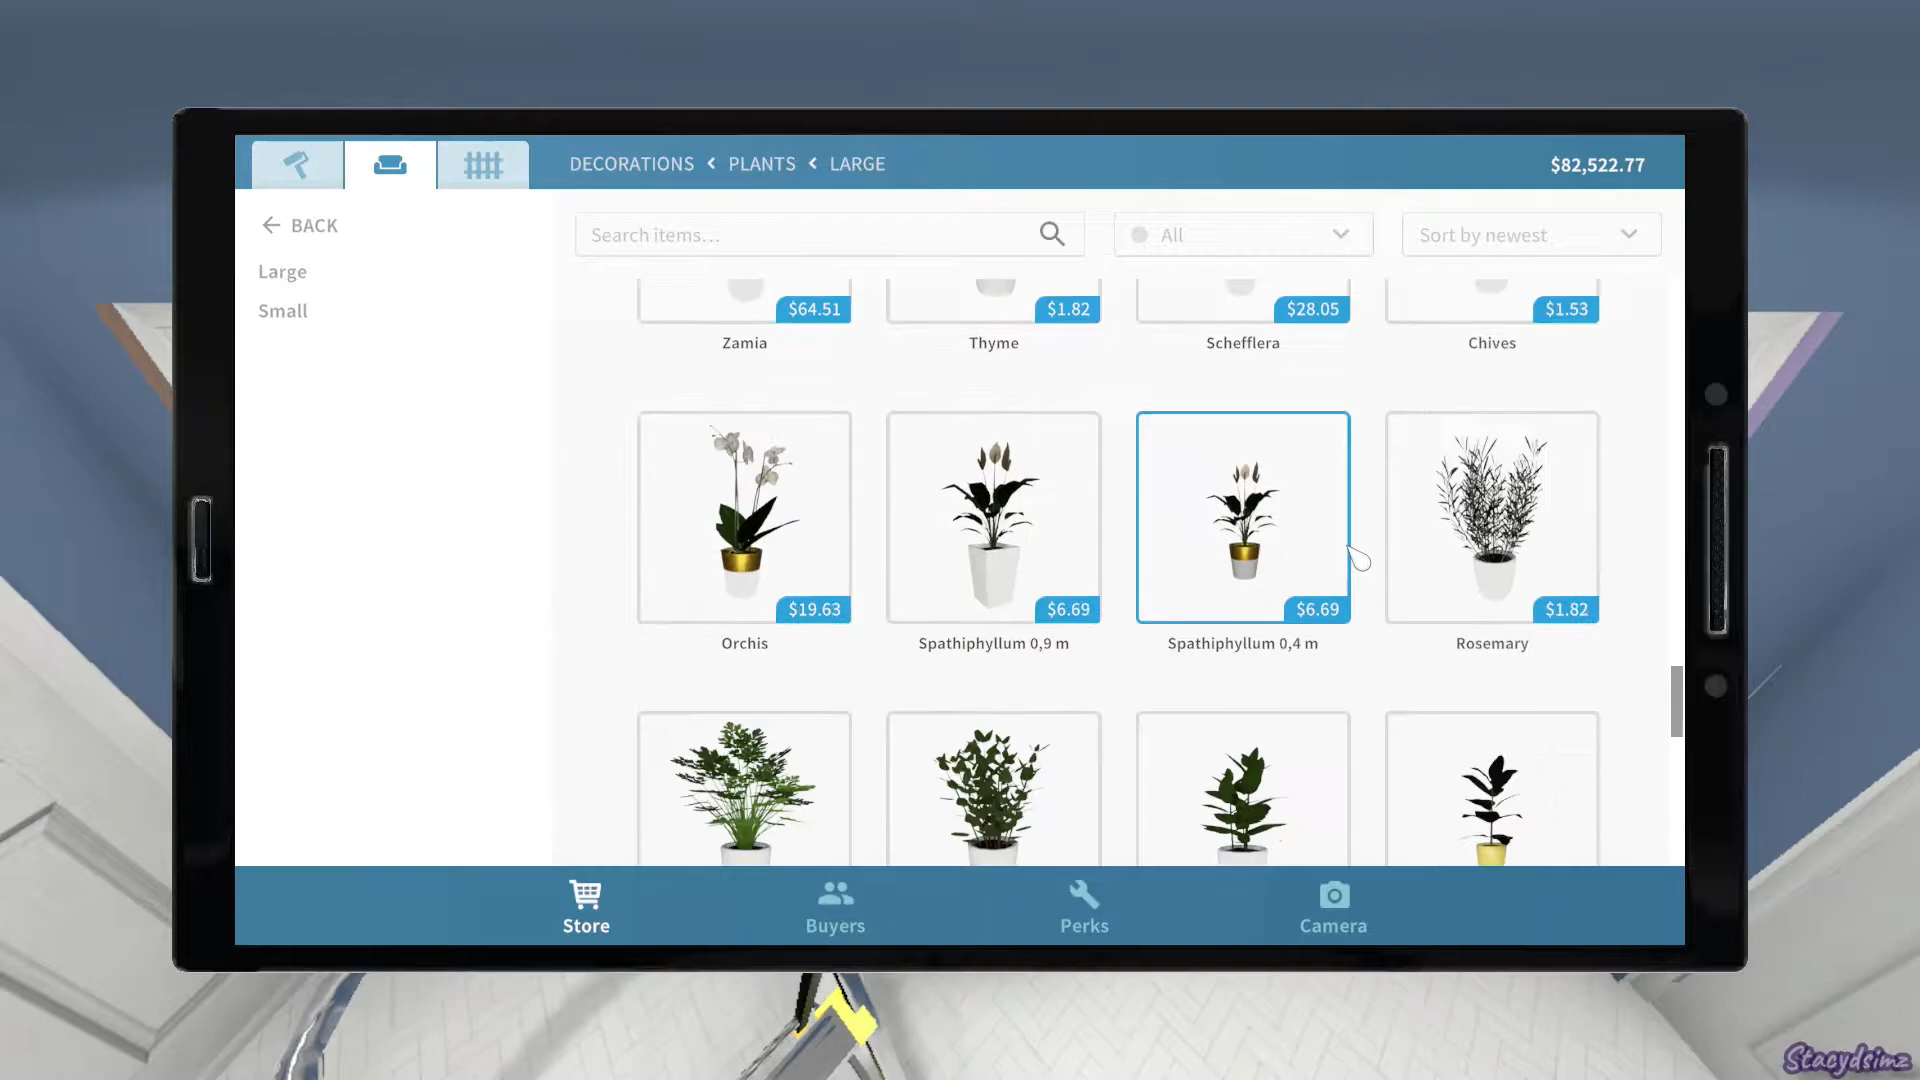 DECORATIONS < PLANTS < LARGE
$82,522.77
BACK
Large
Small
Search items...
All
Sort by newest
$64.51
$1.82
$28.05
$1.53
Zamia
Thyme
Schefflera
Chives
$19.63
$6.69
$6.69
$1.82
Orchis
Spathiphyllum 0,9 m
Spathiphyllum 0,4 m
Rosemary
Store
Buyers
Perks
Camera
Stacydsimz